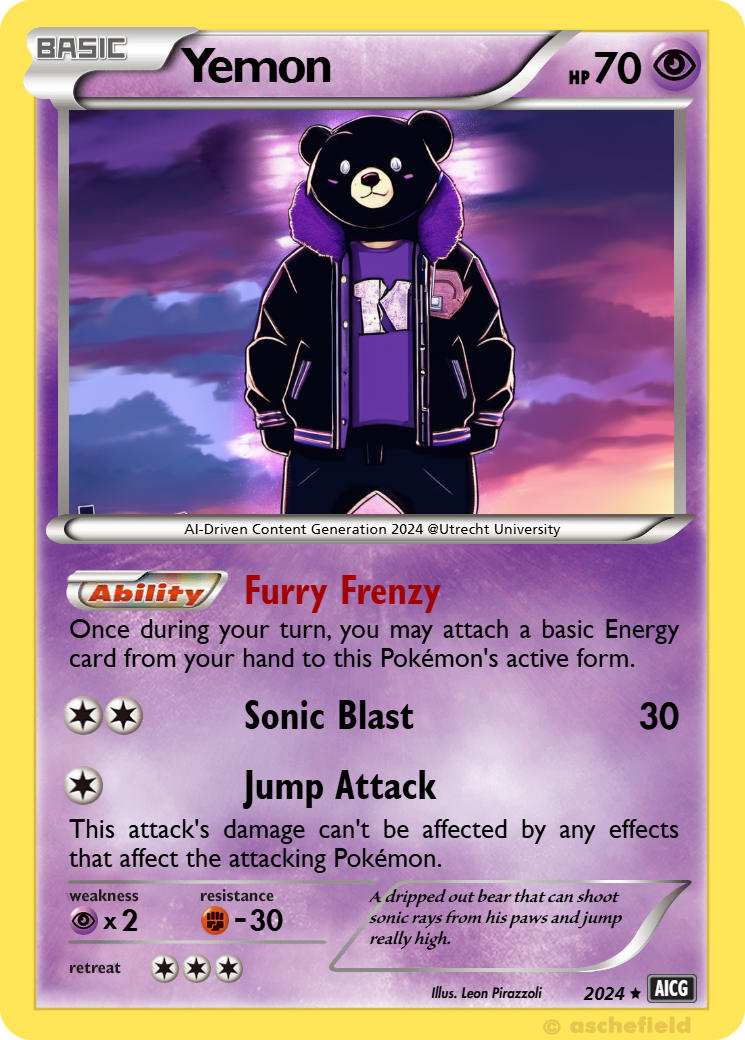 BASIC
Yemon
HP 70
AI-Driven Content Generation 2024 @Utrecht University
Ability Furry Frenzy
Once during your turn, you may attach a basic Energy
card from your hand to this Pokémon's active form.
Sonic Blast 30
Jump Attack
This attack's damage can't be affected by any effects
that affect the attacking Pokémon.
weakness resistance
x2 -30
A dripped out bear that can shoot
sonic rays from his paws and jump
really high.
retreat
Illus. Leon Pirazzoli 2024 ★ AICG
© aschefield